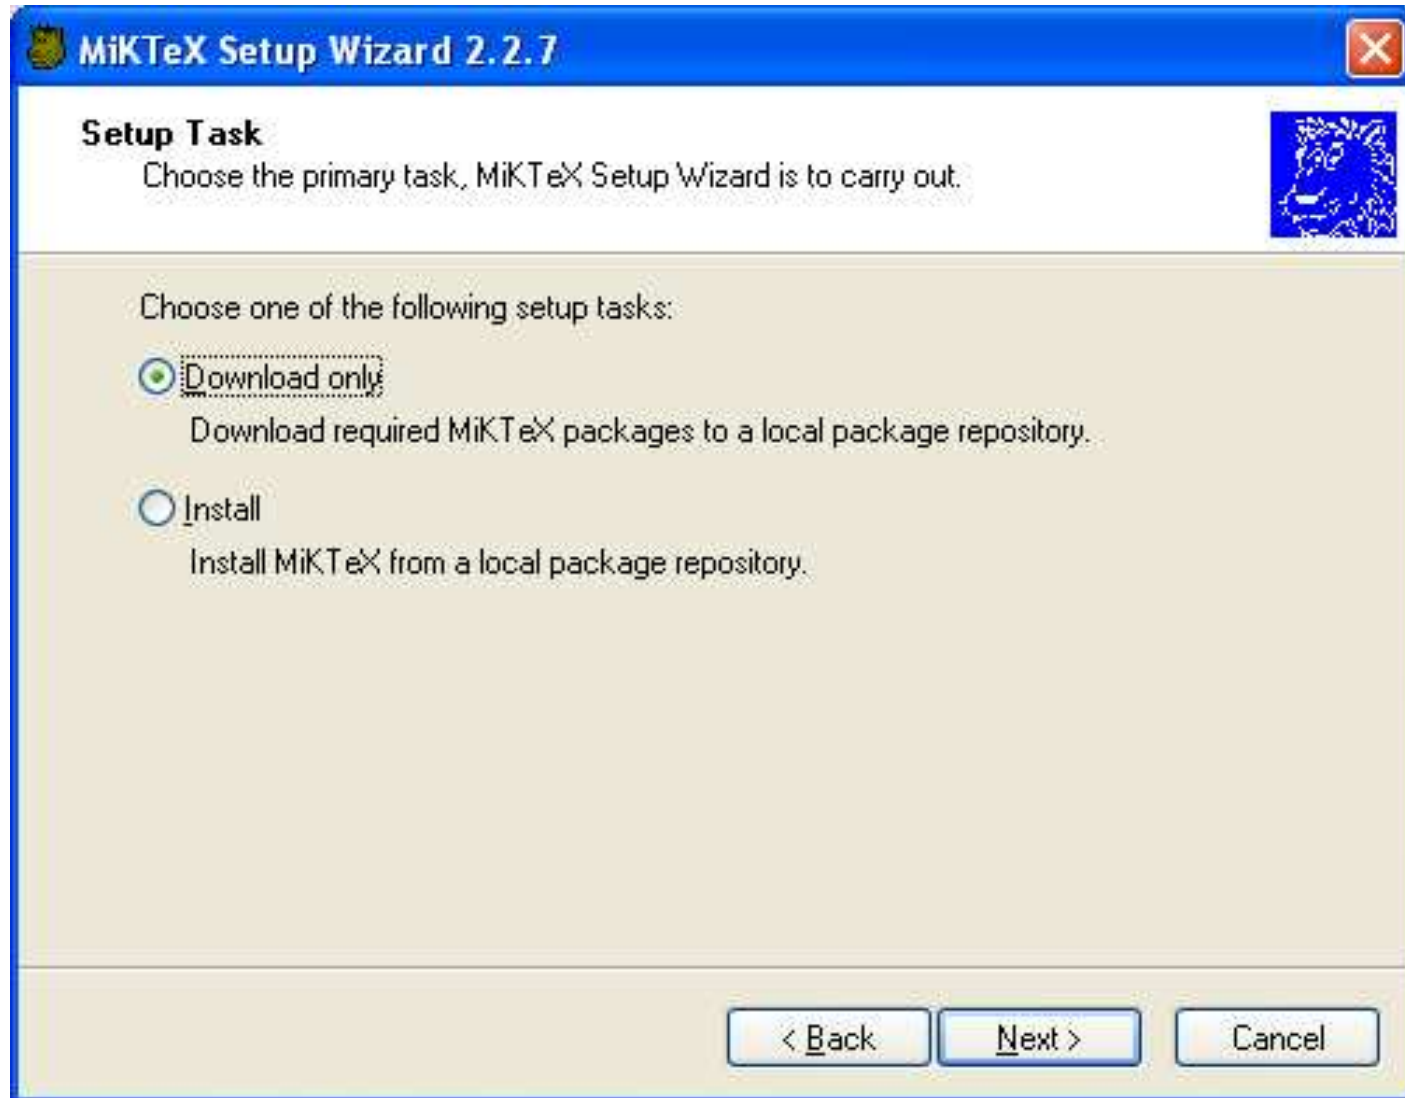 MiKTeX Setup Wizard 2.2.7
Setup Task
Choose the primary task, MiKTeX Setup Wizard is to carry out.
Choose one of the following setup tasks:
Download only
Download required MiKTeX packages to a local package repository.
Install
Install MiKTeX from a local package repository.
< Back Next > Cancel